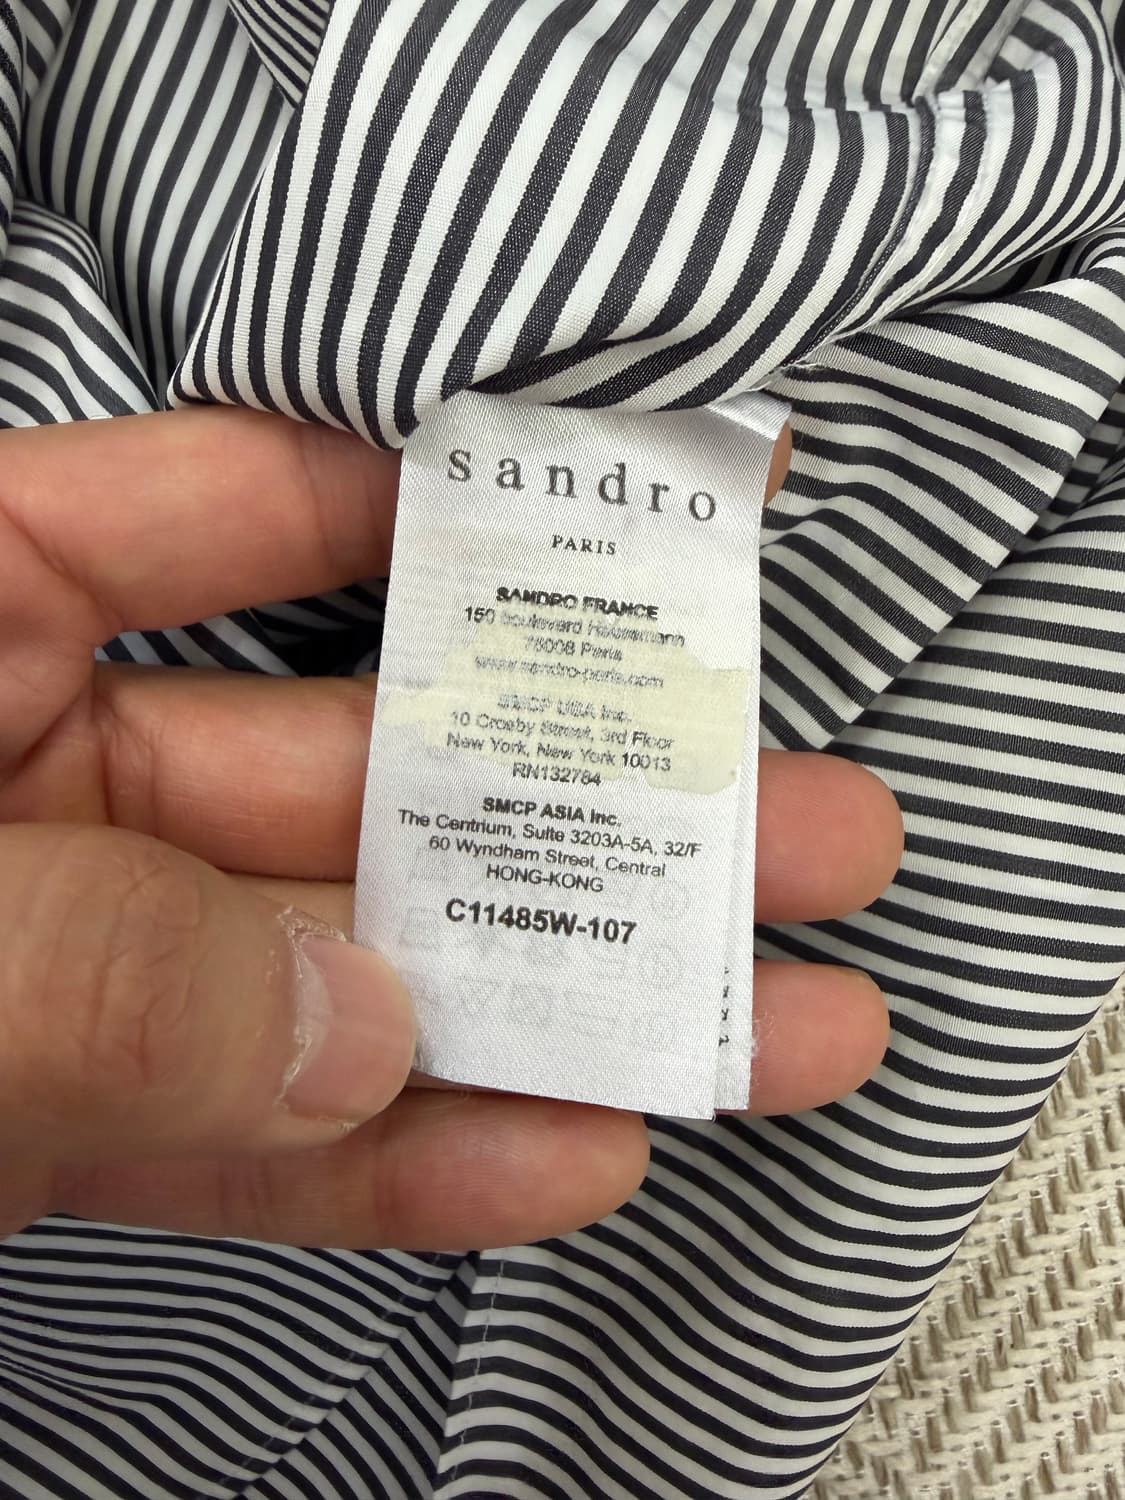 sandro
PARIS
SANDRO FRANCE
150 boulevard Haussmann
75008 Paris
www.sandro-paris.com
SMCP USA Inc.
10 Crosby Street, 3rd Floor
New York, New York 10013
RN132784
SMCP ASIA Inc.
The Centrium, Suite 3203A-5A, 32/F
60 Wyndham Street, Central
HONG-KONG
C11485W-107